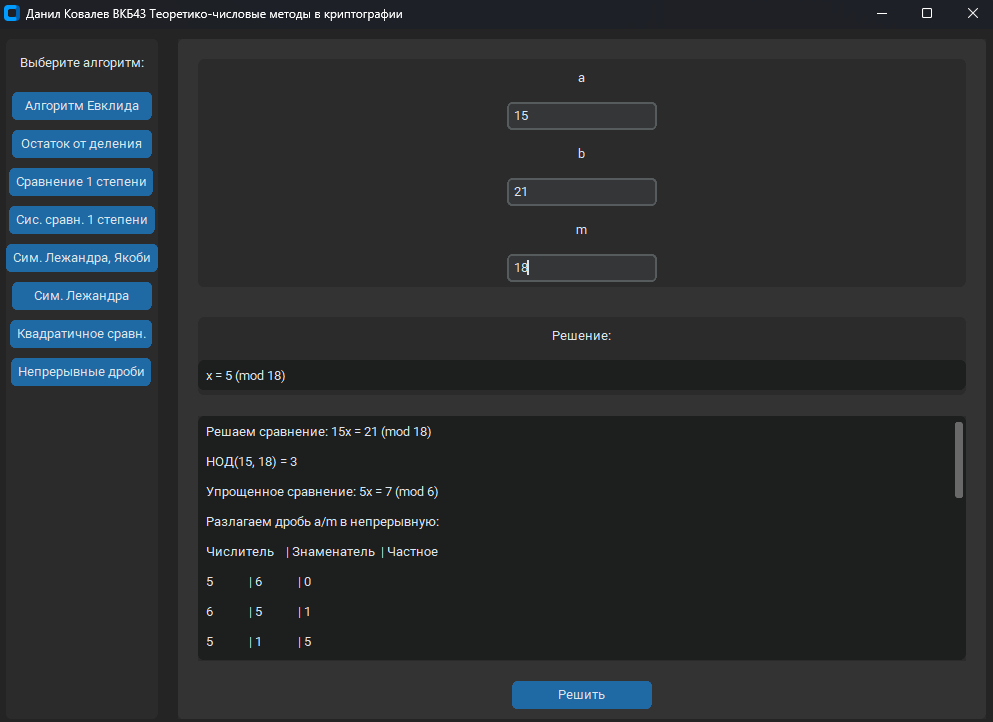 Данил Ковалев ВКБ43 Теоретико-числовые методы в криптографии
Выберите алгоритм:
Алгоритм Евклида
Остаток от деления
Сравнение 1 степени
Сис. сравн. 1 степени
Сим. Лежандра, Якоби
Сим. Лежандра
Квадратичное сравн.
Непрерывные дроби
a
15
b
21
m
18
Решение:
x = 5 (mod 18)
Решаем сравнение: 15x = 21 (mod 18)
НОД(15, 18) = 3
Упрощенное сравнение: 5x = 7 (mod 6)
Разлагаем дробь a/m в непрерывную:
Числитель | Знаменатель | Частное
5 | 6 | 0
6 | 5 | 1
5 | 1 | 5
Решить